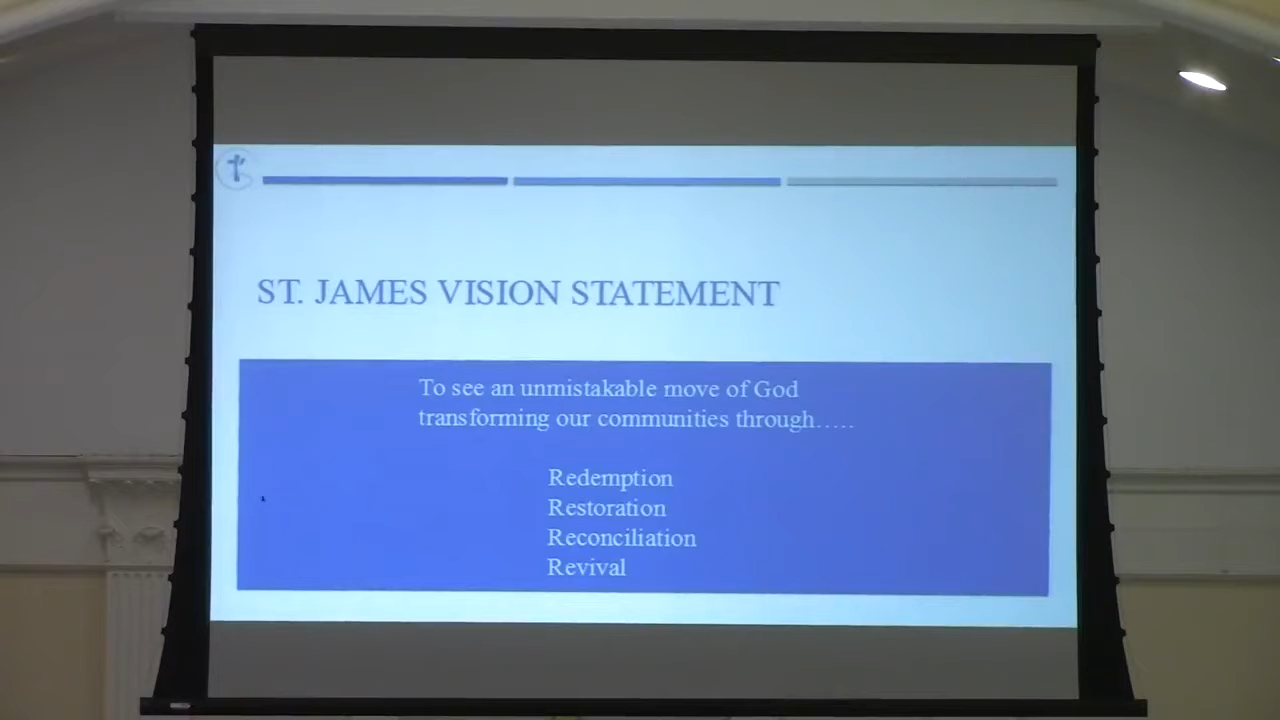 ST. JAMES VISION STATEMENT
To see an unmistakable move of God
transforming our communities through.....
Redemption
Restoration
Reconciliation
Revival